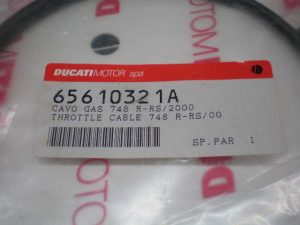 DUCATIMOTOR spa
65610321A
CAVO GAS 748 R-RS/2000
THROTTLE CABLE 748 R-RS/00
SP.PAR 1